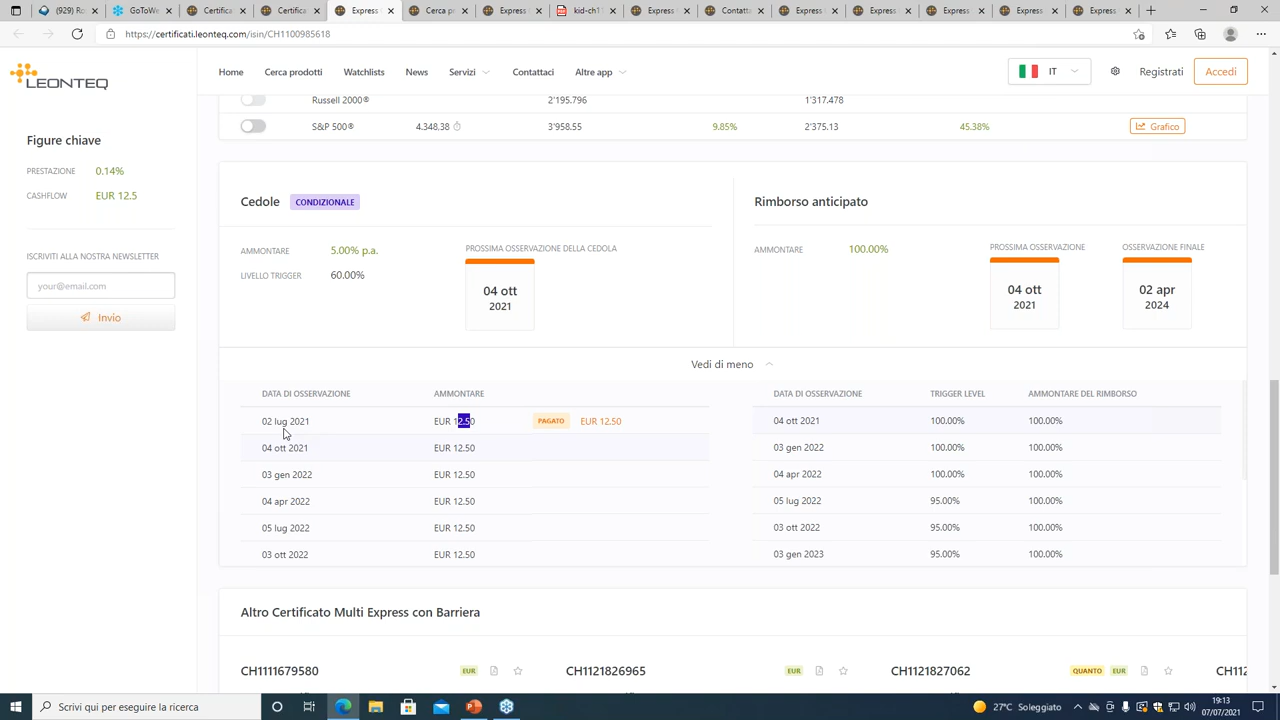 GoToWe
Certificat
Certificat
Express
Cerca pr
Express
kid-ch11
Express
Contatta
Express
Express
Express
Express
Express
https://certificati.leonteq.com/isin/CH1100985618
LEONTEQ
Home
Cerca prodotti
Watchlists
News
Servizi
Contattaci
Altre app
IT
Registrati
Accedi
Figure chiave
PRESTAZIONE 0.14%
CASHFLOW EUR 12.5
ISCRIVITI ALLA NOSTRA NEWSLETTER
your@email.com
Invio
Russell 2000® 2'195.796 1'317.478
S&P 500® 4.348,38 3'958.55 9.85% 2'375.13 45.38% Grafico
Cedole CONDIZIONALE
AMMONTARE 5.00% p.a.
LIVELLO TRIGGER 60.00%
PROSSIMA OSSERVAZIONE DELLA CEDOLA
04 ott
2021
Rimborso anticipato
AMMONTARE 100.00%
PROSSIMA OSSERVAZIONE
04 ott
2021
OSSERVAZIONE FINALE
02 apr
2024
Vedi di meno
DATA DI OSSERVAZIONE AMMONTARE
02 lug 2021 EUR 12.50 PAGATO EUR 12.50
04 ott 2021 EUR 12.50
03 gen 2022 EUR 12.50
04 apr 2022 EUR 12.50
05 lug 2022 EUR 12.50
03 ott 2022 EUR 12.50
DATA DI OSSERVAZIONE TRIGGER LEVEL AMMONTARE DEL RIMBORSO
04 ott 2021 100.00% 100.00%
03 gen 2022 100.00% 100.00%
04 apr 2022 100.00% 100.00%
05 lug 2022 95.00% 100.00%
03 ott 2022 95.00% 100.00%
03 gen 2023 95.00% 100.00%
Altro Certificato Multi Express con Barriera
CH1111679580 EUR
CH1121826965 EUR
CH1121827062 QUANTO EUR
CH112
Scrivi qui per eseguire la ricerca
27°C Soleggiato
19:13
07/07/2021